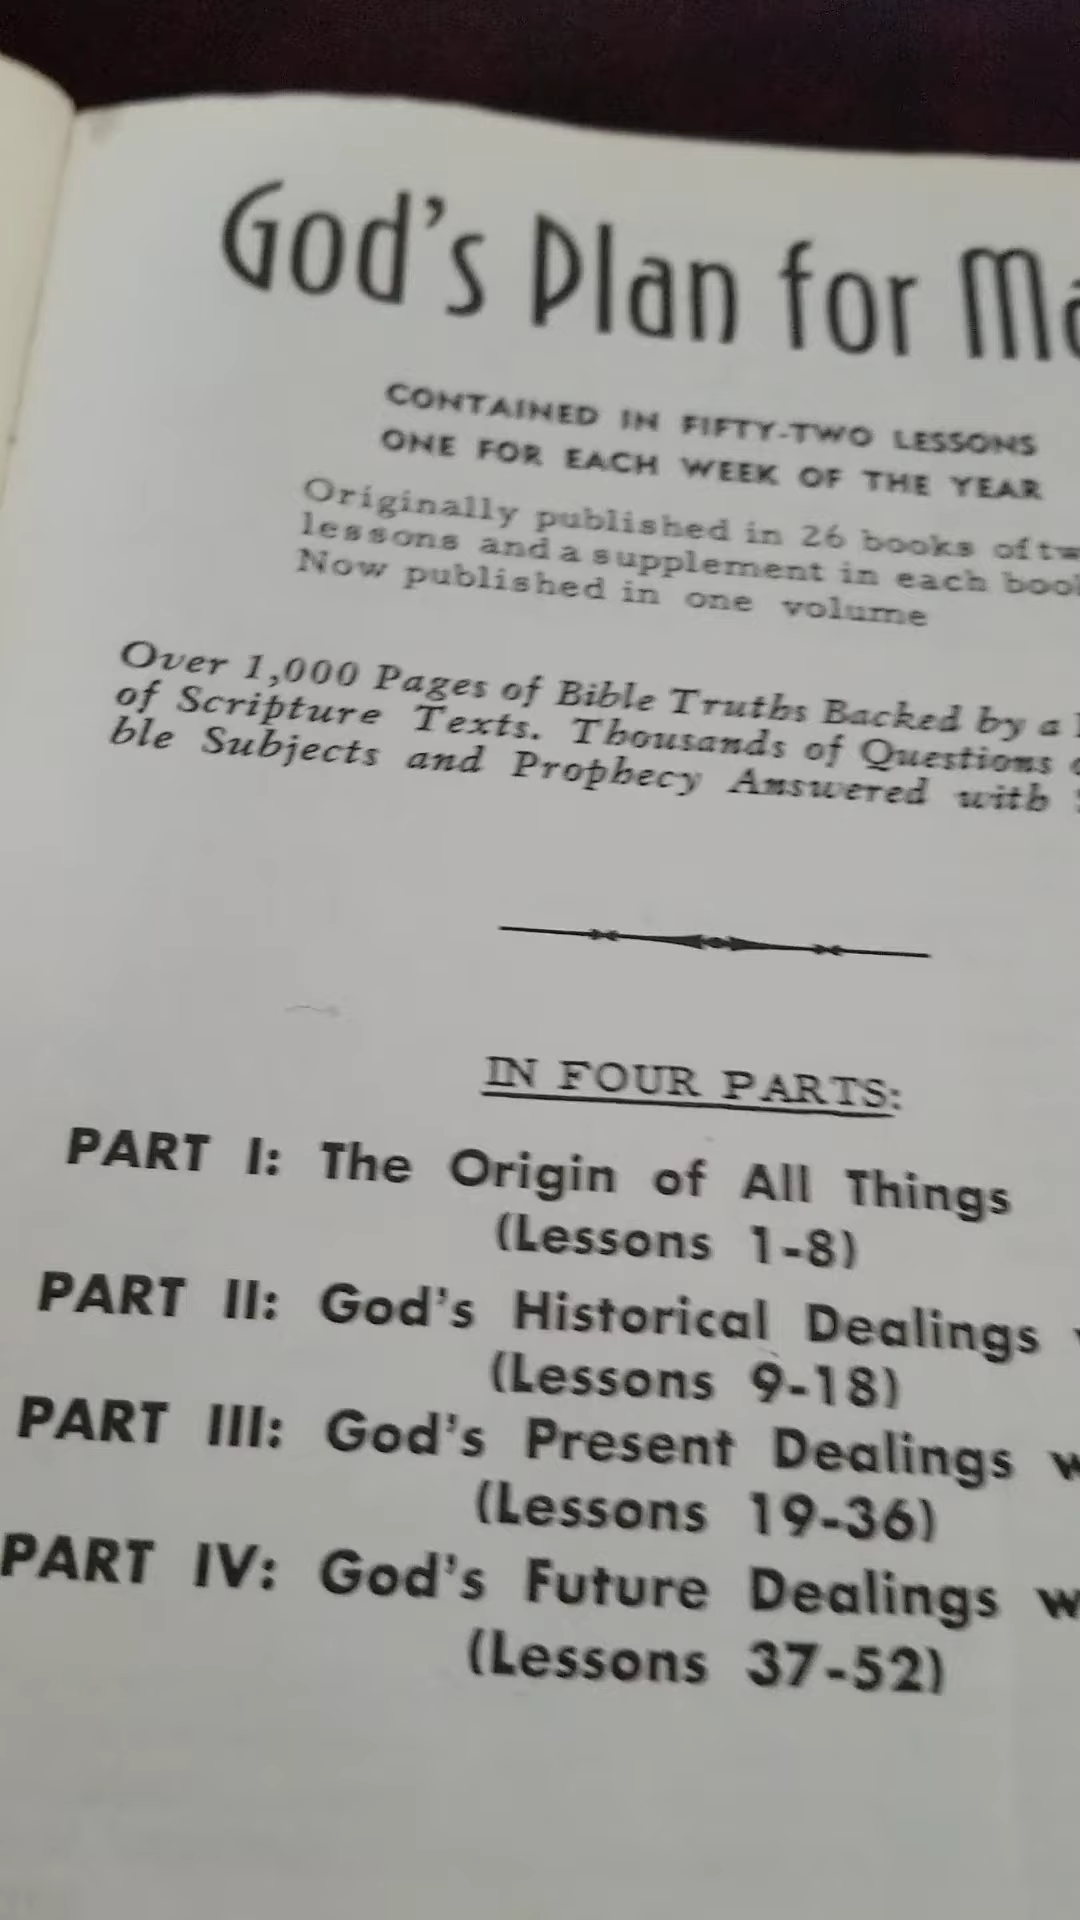 God's Plan for Ma
CONTAINED IN FIFTY-TWO LESSONS
ONE FOR EACH WEEK OF THE YEAR
Originally published in 26 books of tw
lessons and a supplement in each boo
Now published in one volume
Over 1,000 Pages of Bible Truths Backed by a
of Scripture Texts. Thousands of Questions
ble Subjects and Prophecy Answered with
IN FOUR PARTS:
PART I: The Origin of All Things
(Lessons 1-8)
PART II: God's Historical Dealings
(Lessons 9-18)
PART III: God's Present Dealings w
(Lessons 19-36)
PART IV: God's Future Dealings w
(Lessons 37-52)